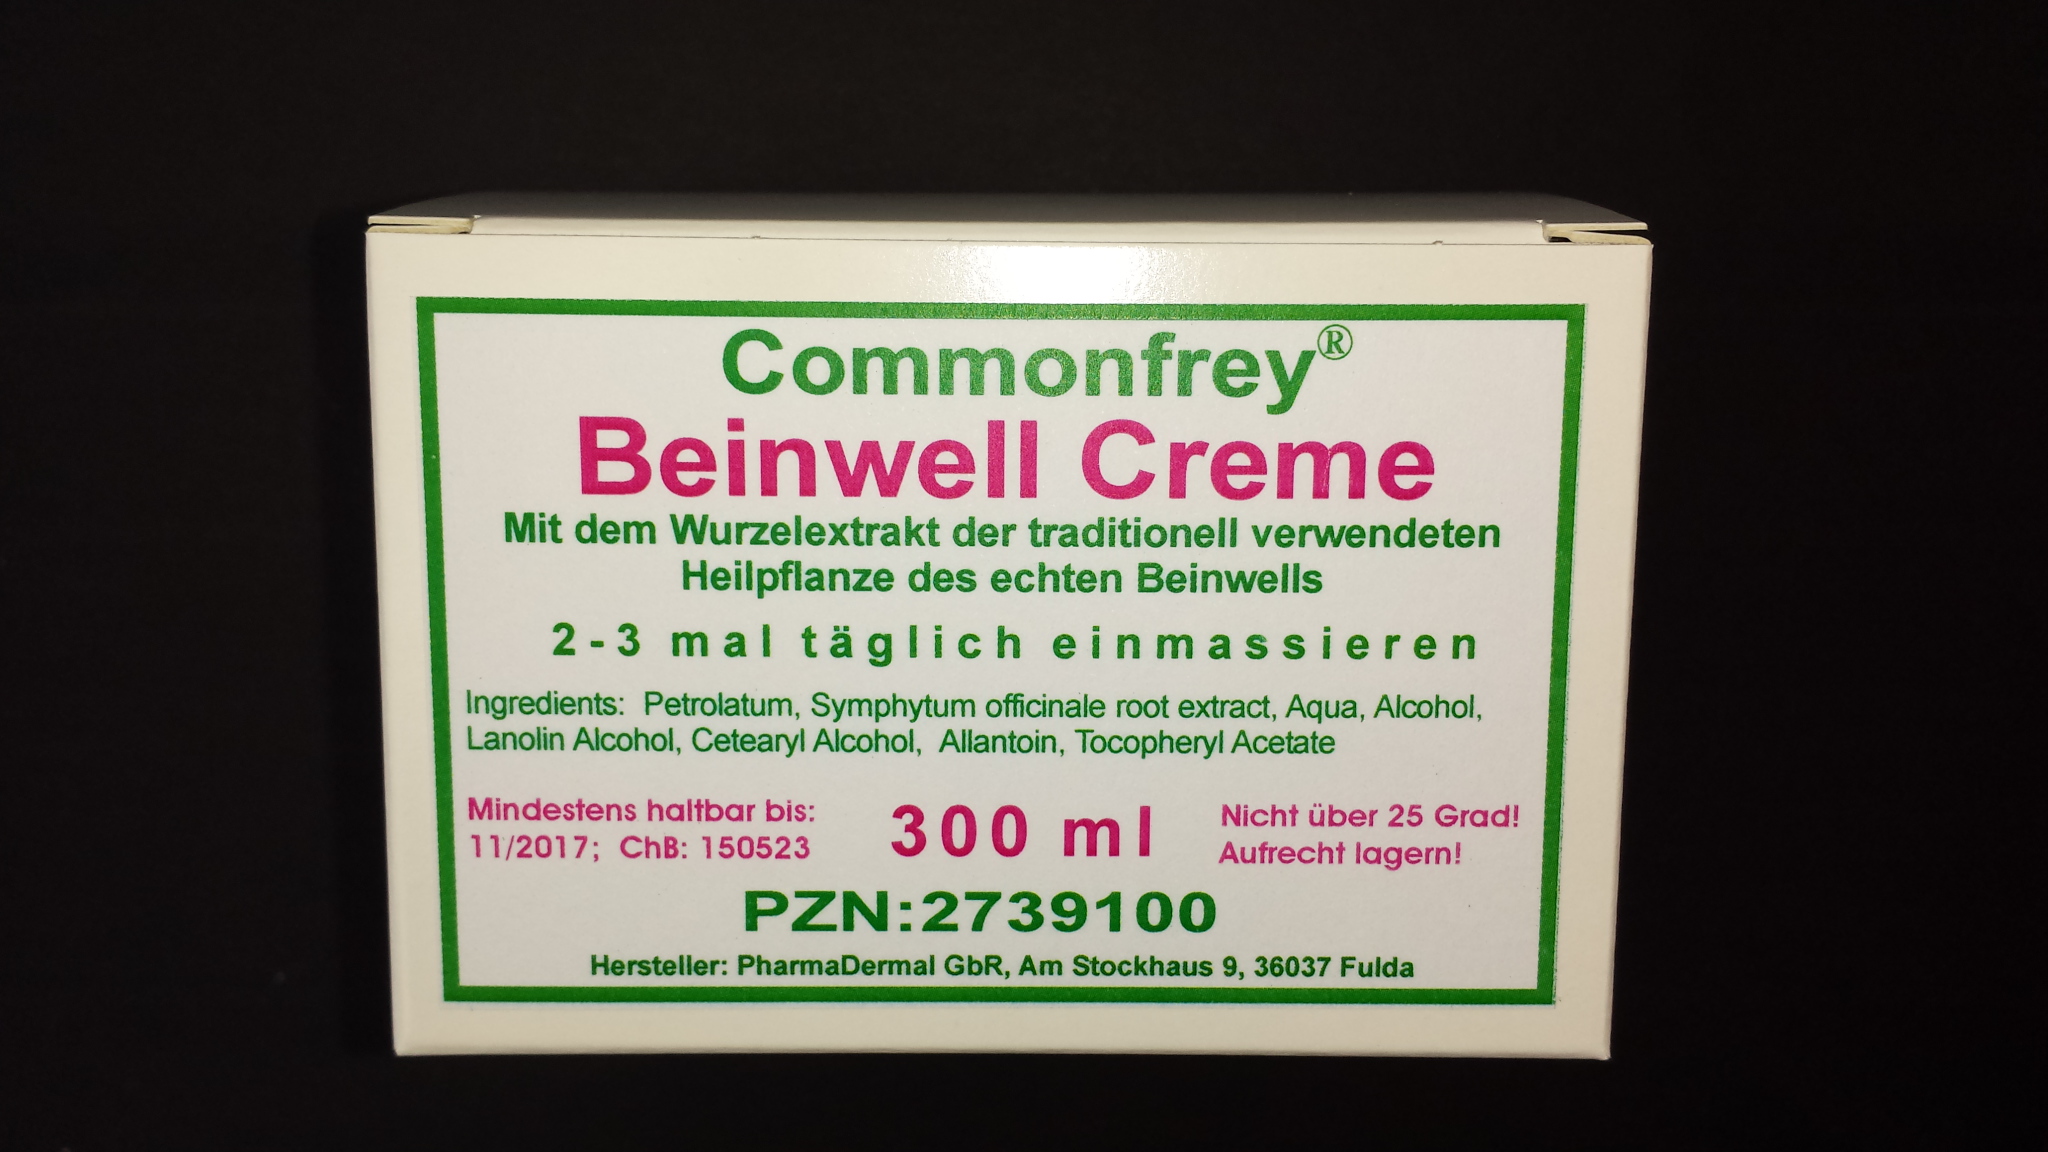 Commonfrey®
Beinwell Creme
Mit dem Wurzelextrakt der traditionell verwendeten
Heilpflanze des echten Beinwells
2-3 mal täglich einmassieren
Ingredients: Petrolatum, Symphytum officinale root extract, Aqua, Alcohol,
Lanolin Alcohol, Cetearyl Alcohol, Allantoin, Tocopheryl Acetate
Mindestens haltbar bis:
11/2017; ChB: 150523
300 ml
Nicht über 25 Grad!
Aufrecht lagern!
PZN:2739100
Hersteller: PharmaDermal GbR, Am Stockhaus 9, 36037 Fulda